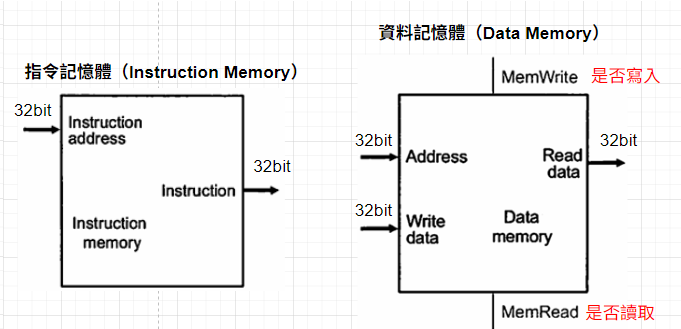 指令記憶體（Instruction Memory）
32bit
Instruction
address
32bit
Instruction
Instruction
memory
資料記憶體（Data Memory）
MemWrite 是否寫入
32bit
Address
Read
data
32bit
32bit
Write
data
Data
memory
MemRead 是否讀取